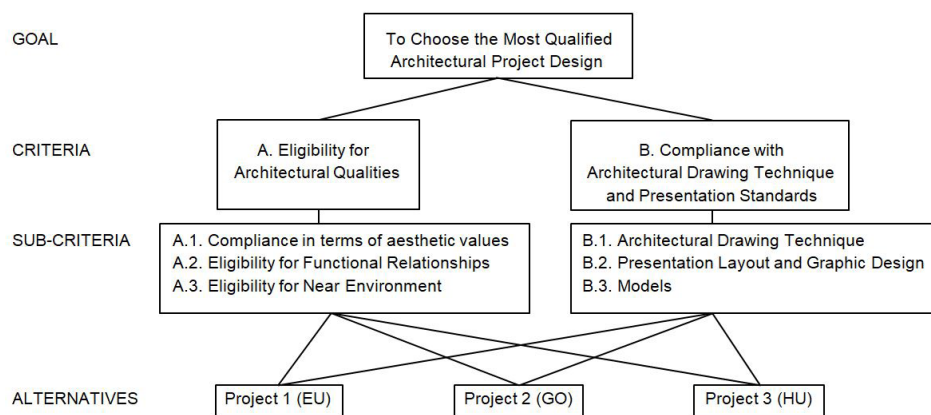 GOAL
To Choose the Most Qualified
Architectural Project Design
CRITERIA
A. Eligibility for
Architectural Qualities
B. Compliance with
Architectural Drawing Technique
and Presentation Standards
SUB-CRITERIA
A.1. Compliance in terms of aesthetic values
A.2. Eligibility for Functional Relationships
A.3. Eligibility for Near Environment
B.1. Architectural Drawing Technique
B.2. Presentation Layout and Graphic Design
B.3. Models
ALTERNATIVES
Project 1 (EU)
Project 2 (GO)
Project 3 (HU)